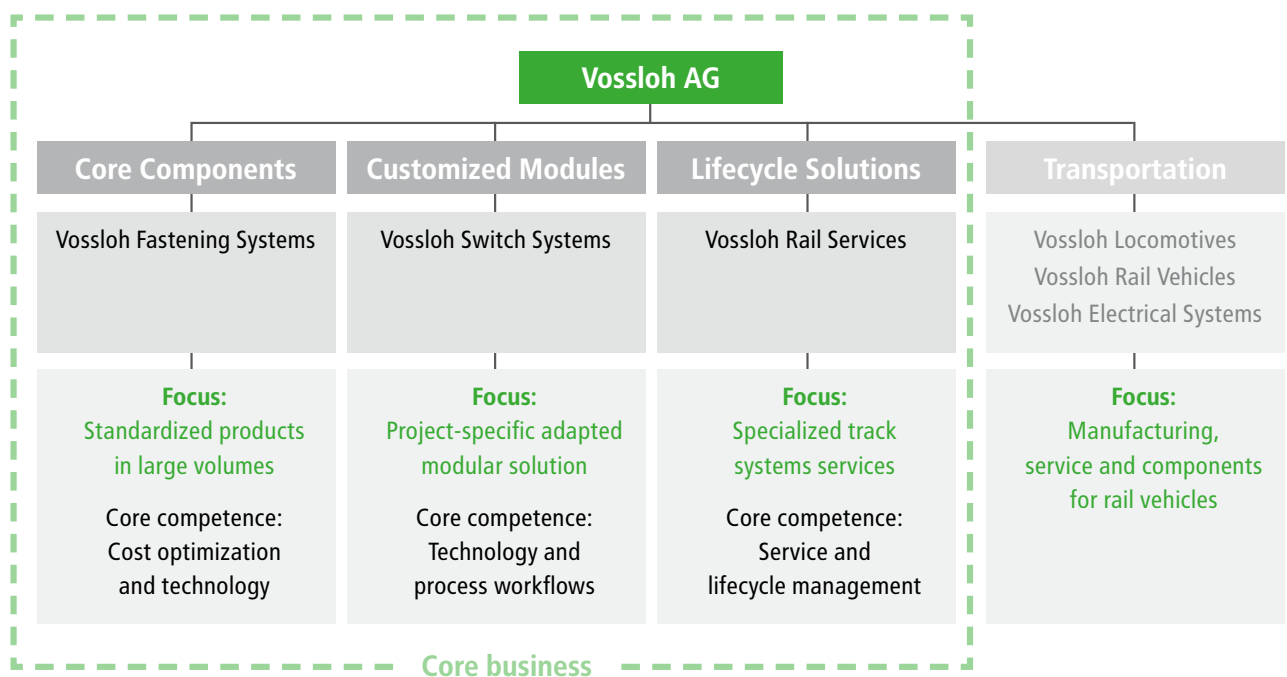 Vossloh AG
Core Components
Vossloh Fastening Systems
Focus:
Standardized products
in large volumes
Core competence:
Cost optimization
and technology
Customized Modules
Vossloh Switch Systems
Focus:
Project-specific adapted
modular solution
Core competence:
Technology and
process workflows
Lifecycle Solutions
Vossloh Rail Services
Focus:
Specialized track
systems services
Core competence:
Service and
lifecycle management
Transportation
Vossloh Locomotives
Vossloh Rail Vehicles
Vossloh Electrical Systems
Focus:
Manufacturing,
service and components
for rail vehicles
Core business